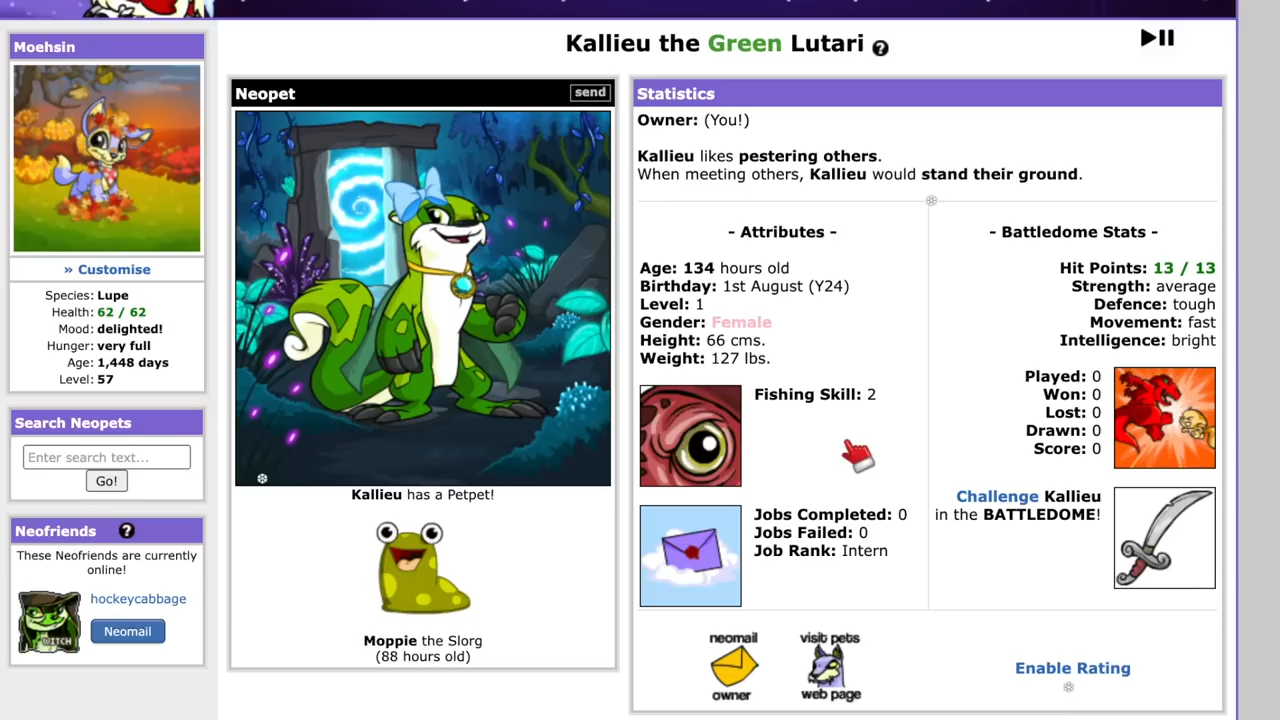 Kallieu the Green Lutari ?
Moehsin
» Customise
Species: Lupe
Health: 62 / 62
Mood: delighted!
Hunger: very full
Age: 1,448 days
Level: 57
Search Neopets
Enter search text...
Go!
Neofriends ?
These Neofriends are currently
online!
hockeycabbage
WITCH
Neomail
Neopet send
Kallieu has a Petpet!
Moppie the Slorg
(88 hours old)
Statistics
Owner: (You!)
Kallieu likes pestering others.
When meeting others, Kallieu would stand their ground.
- Attributes -
Age: 134 hours old
Birthday: 1st August (Y24)
Level: 1
Gender: Female
Height: 66 cms.
Weight: 127 lbs.
Fishing Skill: 2
Jobs Completed: 0
Jobs Failed: 0
Job Rank: Intern
- Battledome Stats -
Hit Points: 13 / 13
Strength: average
Defence: tough
Movement: fast
Intelligence: bright
Played: 0
Won: 0
Lost: 0
Drawn: 0
Score: 0
Challenge Kallieu
in the BATTLEDOME!
neomail
owner
visit pets
web page
Enable Rating